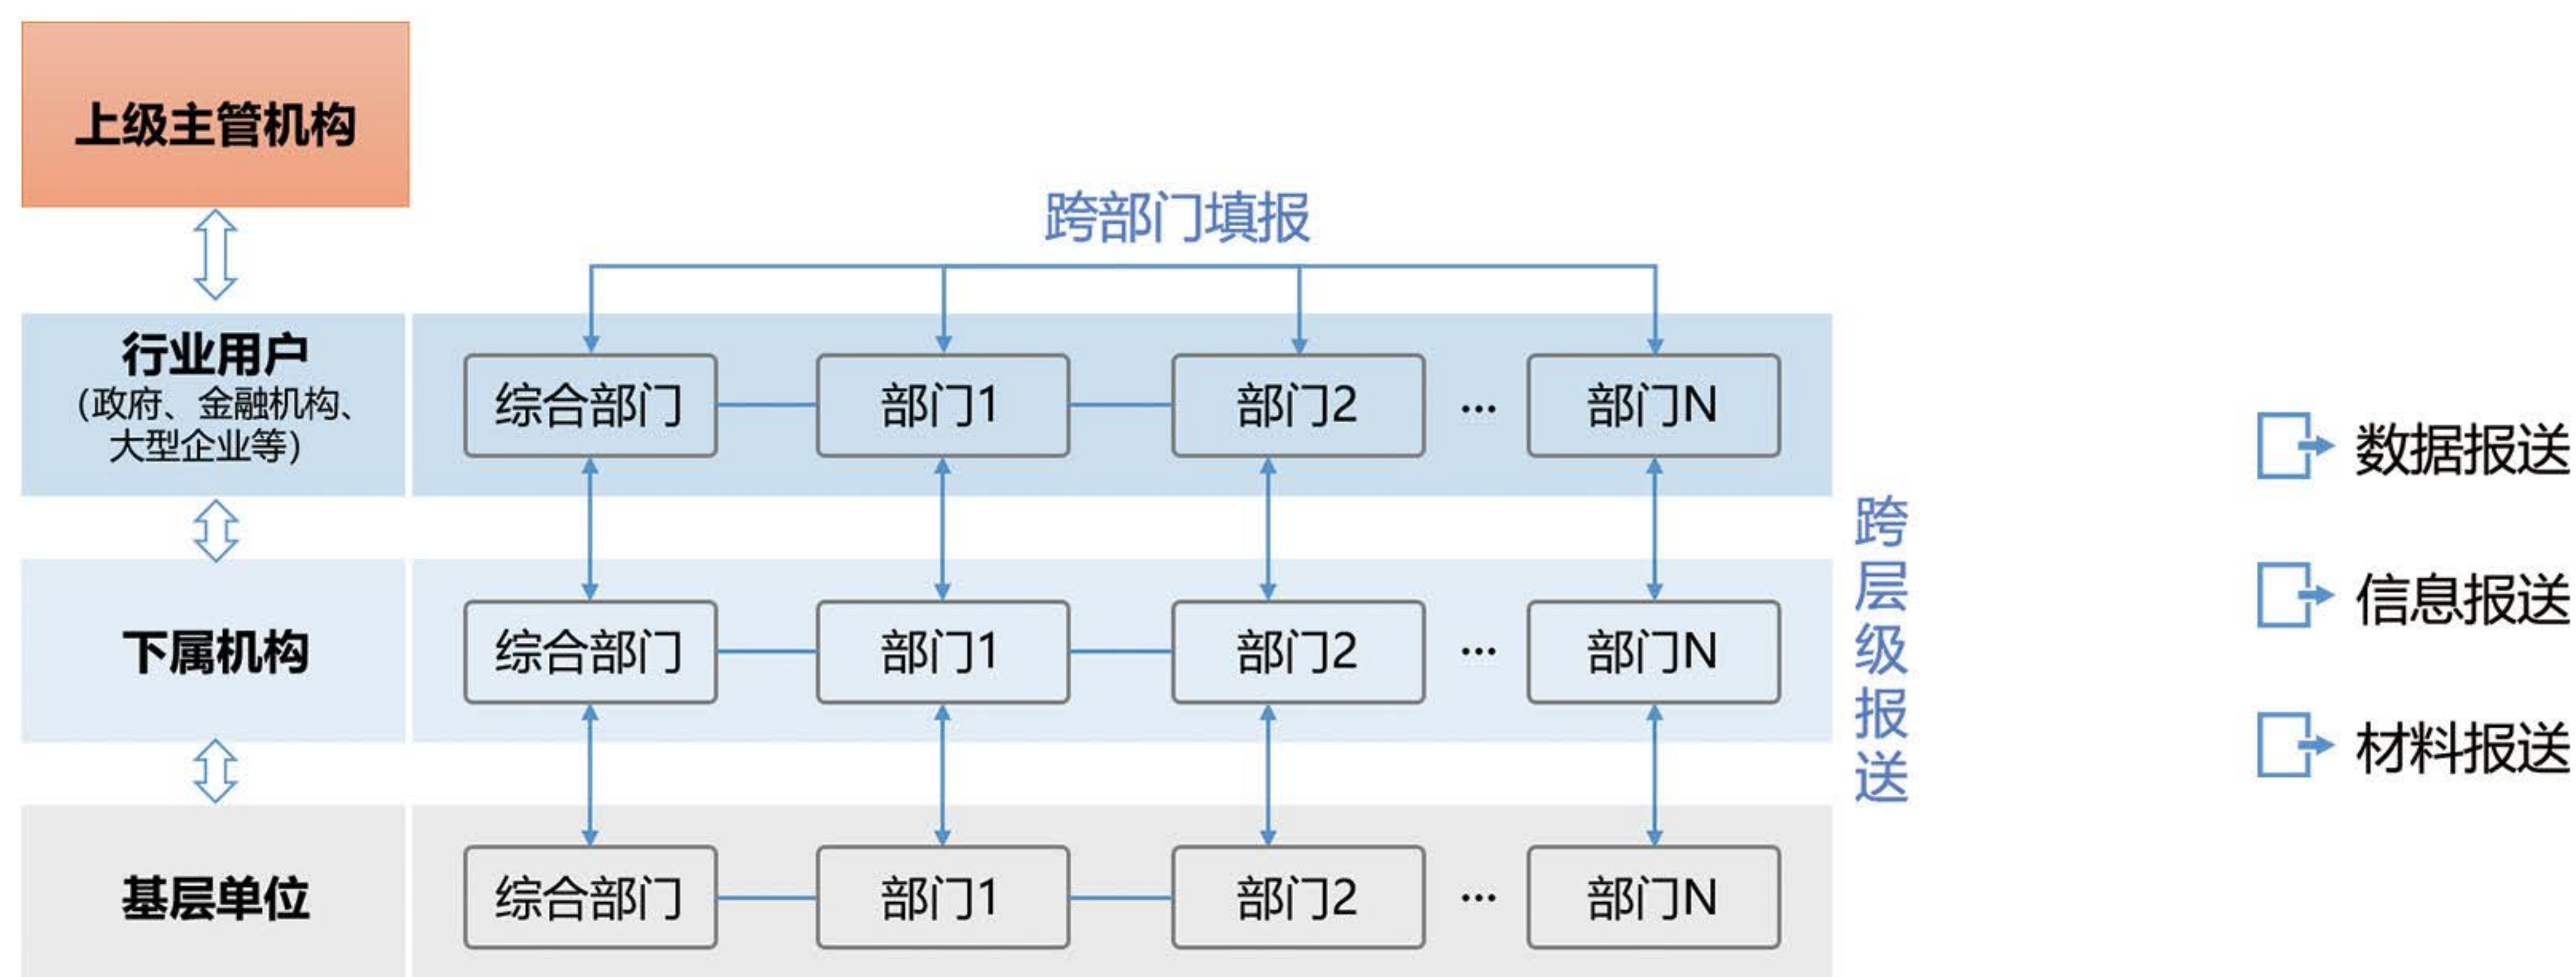 上级主管机构
跨部门填报
行业用户
（政府、金融机构、
大型企业等）
综合部门
部门1
部门2
...
部门N
跨层级报送
下属机构
综合部门
部门1
部门2
...
部门N
基层单位
综合部门
部门1
部门2
...
部门N
数据报送
信息报送
材料报送